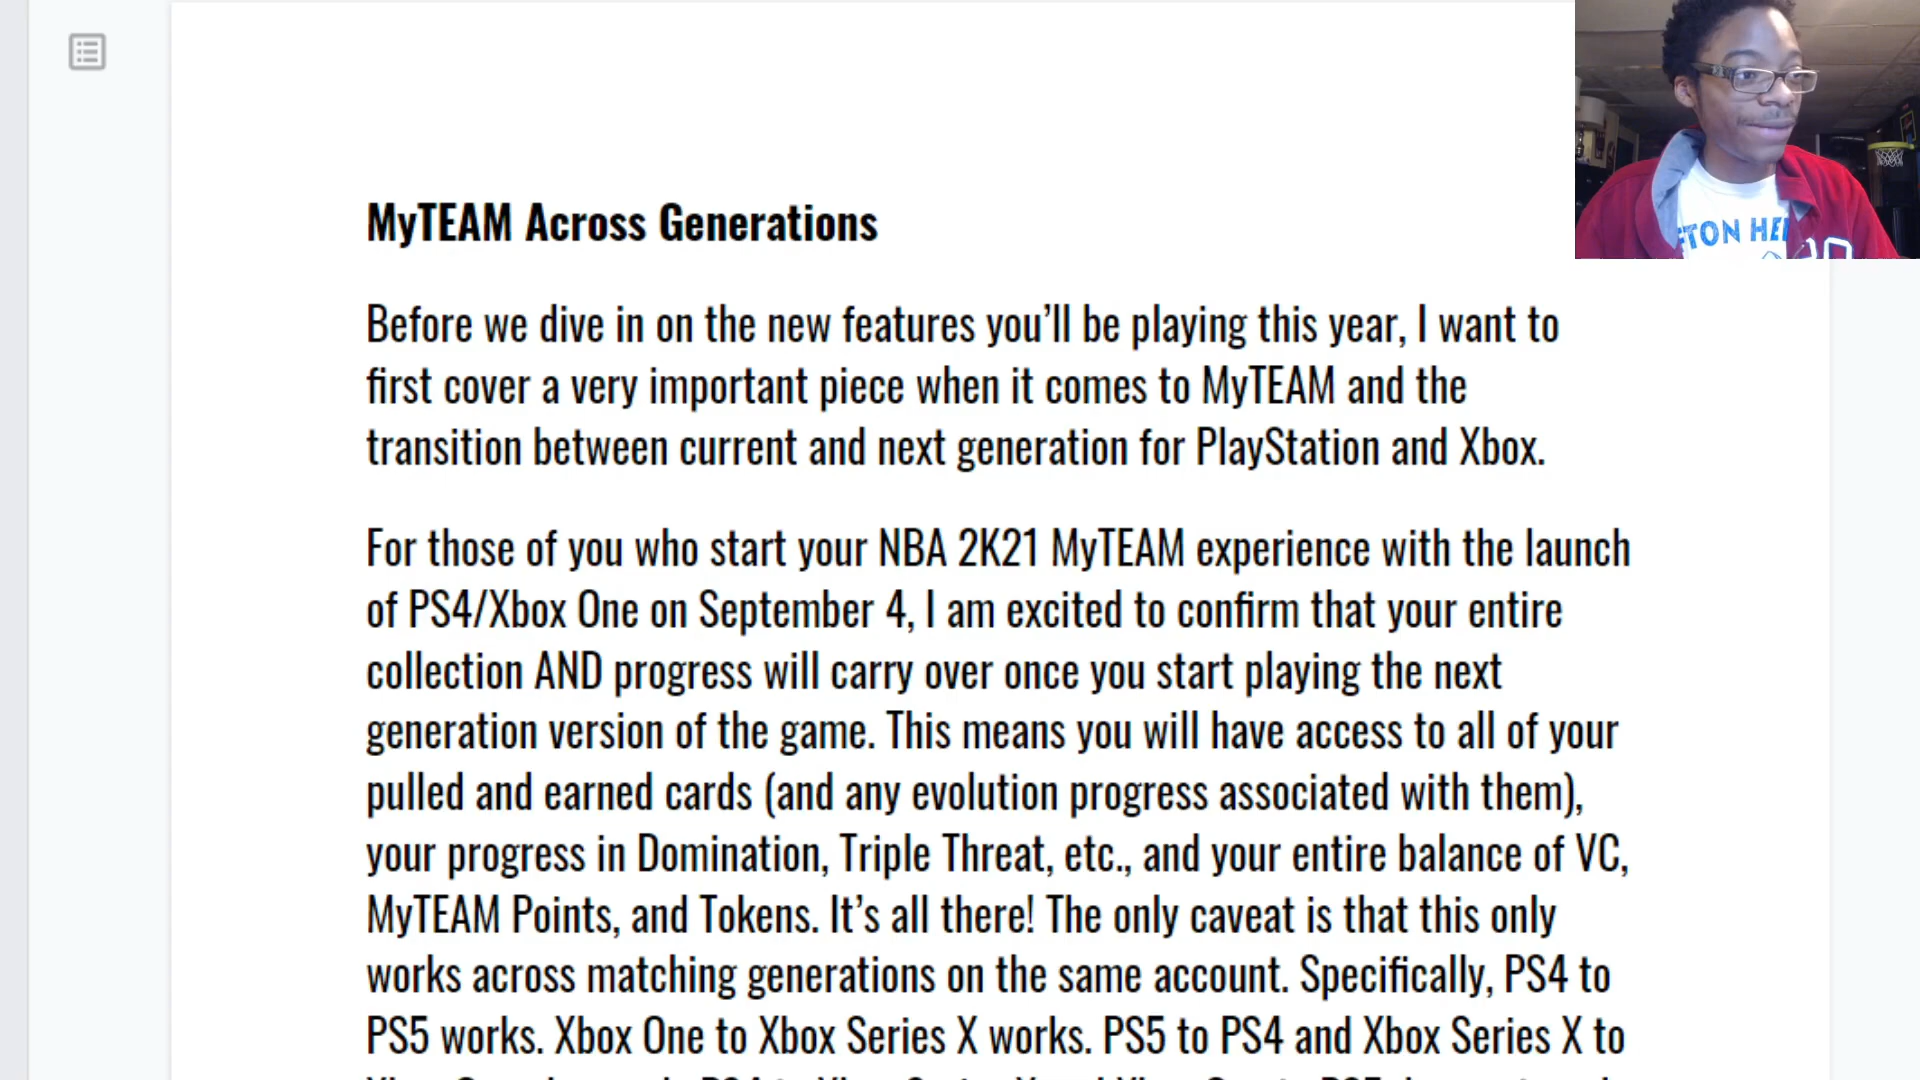 MyTEAM Across Generations
Before we dive in on the new features you’ll be playing this year, I want to
first cover a very important piece when it comes to MyTEAM and the
transition between current and next generation for PlayStation and Xbox.
For those of you who start your NBA 2K21 MyTEAM experience with the launch
of PS4/Xbox One on September 4, I am excited to confirm that your entire
collection AND progress will carry over once you start playing the next
generation version of the game. This means you will have access to all of your
pulled and earned cards (and any evolution progress associated with them),
your progress in Domination, Triple Threat, etc., and your entire balance of VC,
MyTEAM Points, and Tokens. It’s all there! The only caveat is that this only
works across matching generations on the same account. Specifically, PS4 to
PS5 works. Xbox One to Xbox Series X works. PS5 to PS4 and Xbox Series X to